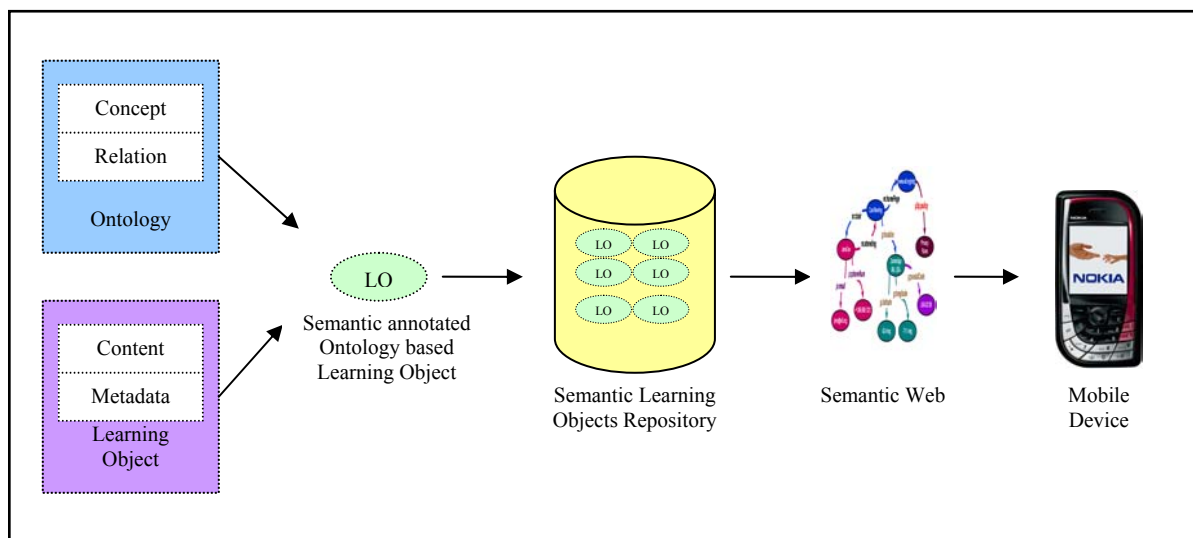 Concept
Relation
Ontology
Content
Metadata
Learning
Object
LO
Semantic annotated
Ontology based
Learning Object
LO LO
LO LO
LO LO
Semantic Learning
Objects Repository
Semantic Web
NOKIA
NOKIA
Mobile
Device